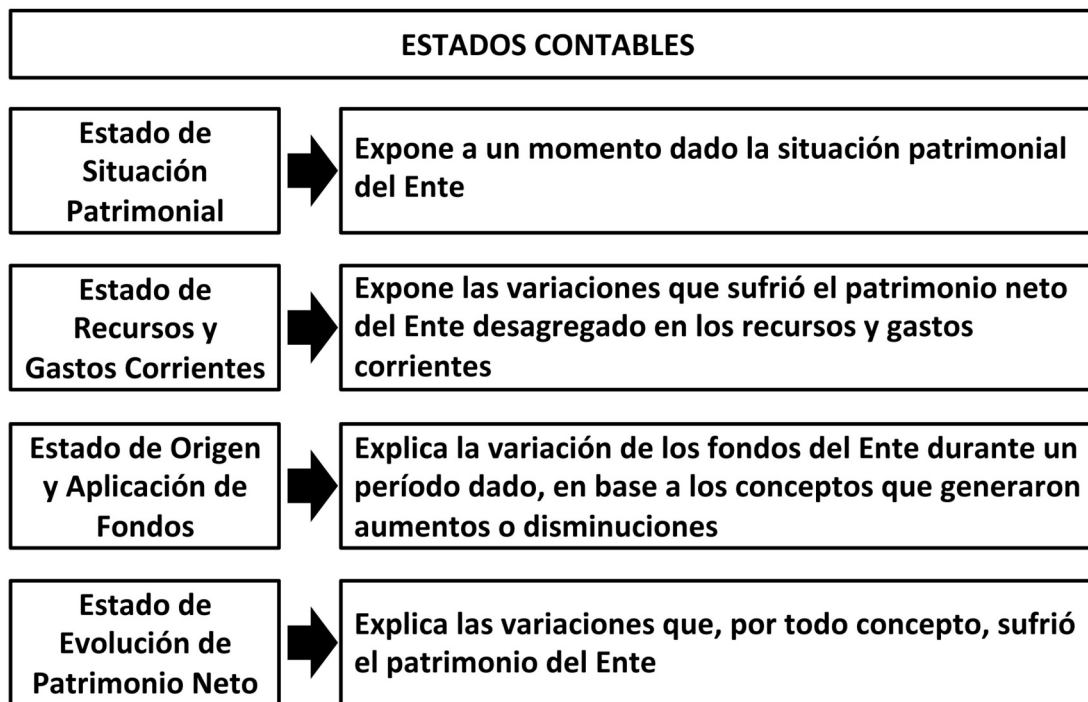 ESTADOS CONTABLES
Estado de
Situación
Patrimonial
Expone a un momento dado la situación patrimonial
del Ente
Estado de
Recursos y
Gastos Corrientes
Expone las variaciones que sufrió el patrimonio neto
del Ente desagregado en los recursos y gastos
corrientes
Estado de Origen
y Aplicación de
Fondos
Explica la variación de los fondos del Ente durante un
período dado, en base a los conceptos que generaron
aumentos o disminuciones
Estado de
Evolución de
Patrimonio Neto
Explica las variaciones que, por todo concepto, sufrió
el patrimonio del Ente